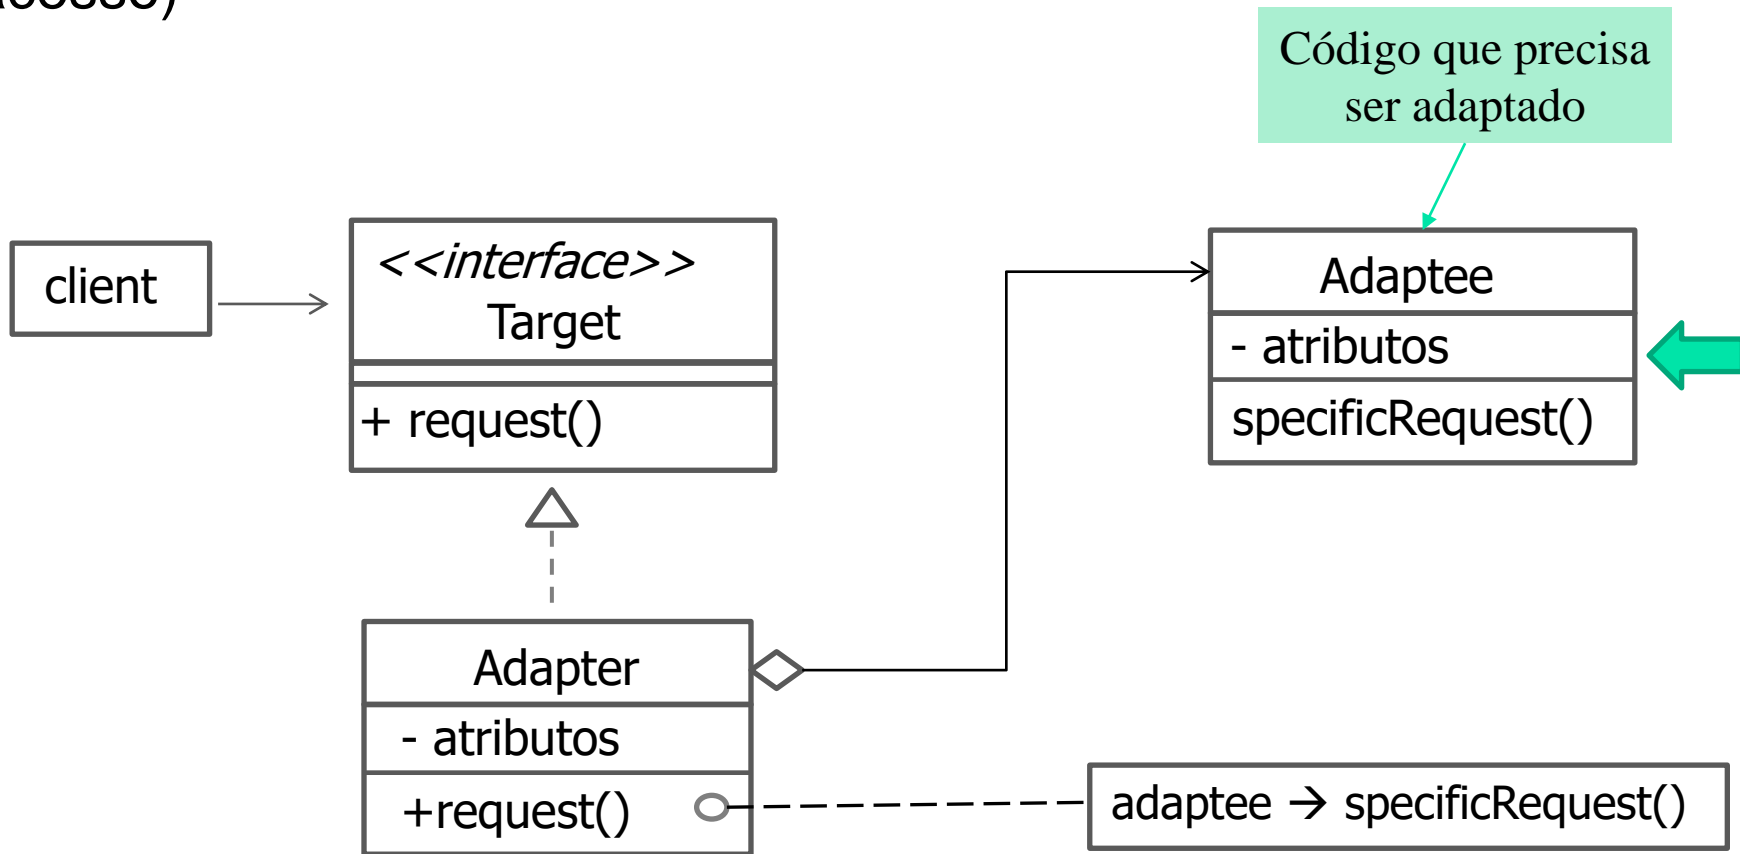 Código que precisa
ser adaptado
client
<<interface>>
Target
+ request()
Adaptee
- atributos
specificRequest()
Adapter
- atributos
+request()
adaptee → specificRequest()